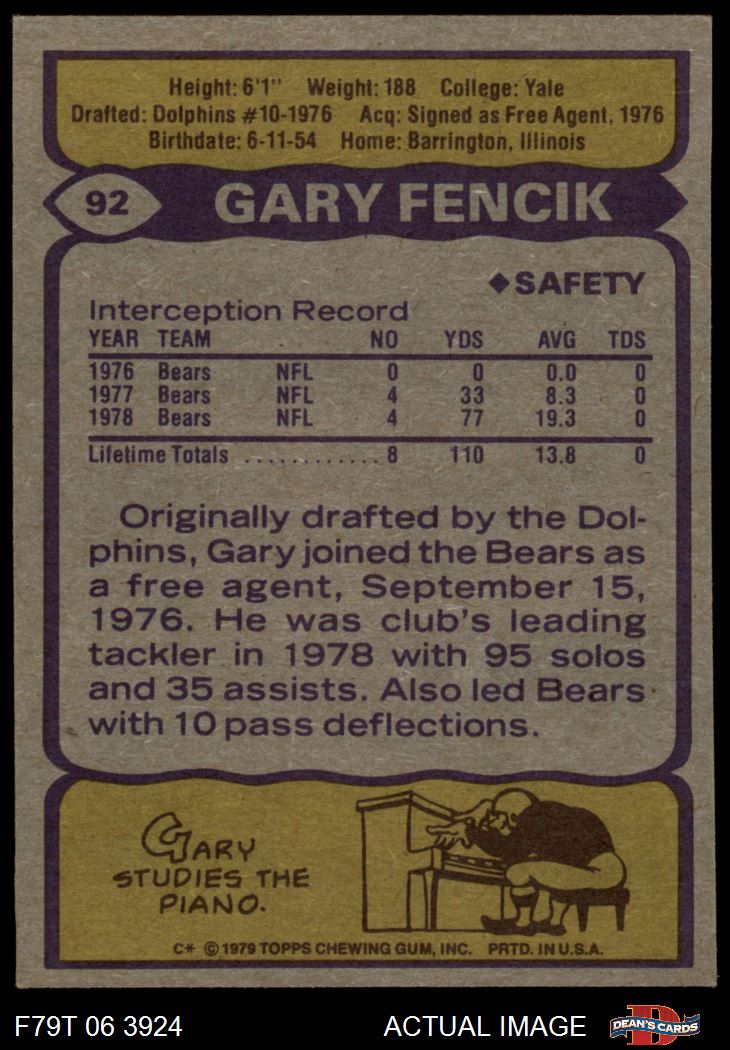 Height: 6'1" Weight: 188 College: Yale
Drafted: Dolphins #10-1976 Acq: Signed as Free Agent, 1976
Birthdate: 6-11-54 Home: Barrington, Illinois
92 GARY FENCIK
◆SAFETY
Interception Record
YEAR TEAM NO YDS AVG TDS
1976 Bears NFL 0 0 0.0 0
1977 Bears NFL 4 33 8.3 0
1978 Bears NFL 4 77 19.3 0
Lifetime Totals ............ 8 110 13.8 0
Originally drafted by the Dol-
phins, Gary joined the Bears as
a free agent, September 15,
1976. He was club's leading
tackler in 1978 with 95 solos
and 35 assists. Also led Bears
with 10 pass deflections.
GARY
STUDIES THE
PIANO.
C* © 1979 TOPPS CHEWING GUM, INC. PRTD. IN U.S.A.
F79T 06 3924 ACTUAL IMAGE D DEAN'S CARDS